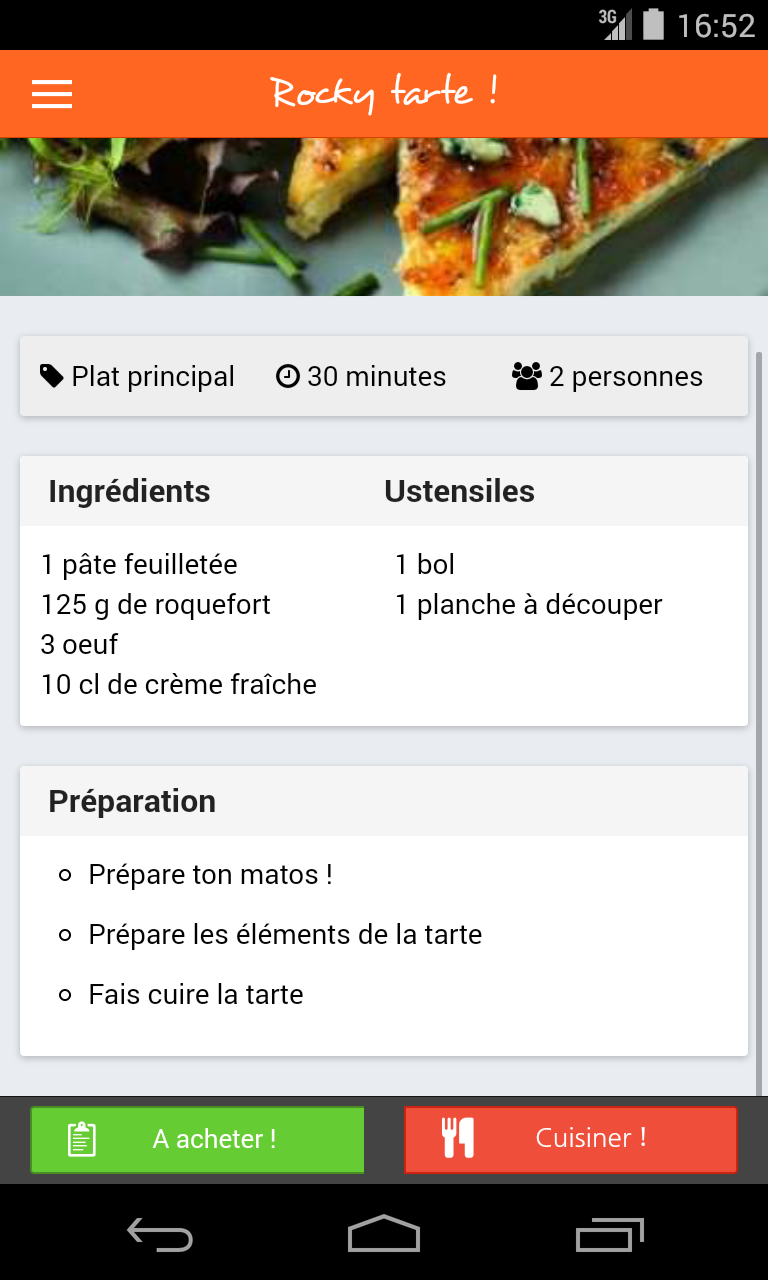 3G 16:52
Rocky tarte !
Plat principal 30 minutes 2 personnes
Ingrédients Ustensiles
1 pâte feuilletée 1 bol
125 g de roquefort 1 planche à découper
3 oeuf
10 cl de crème fraîche
Préparation
Prépare ton matos !
Prépare les éléments de la tarte
Fais cuire la tarte
A acheter ! Cuisiner !